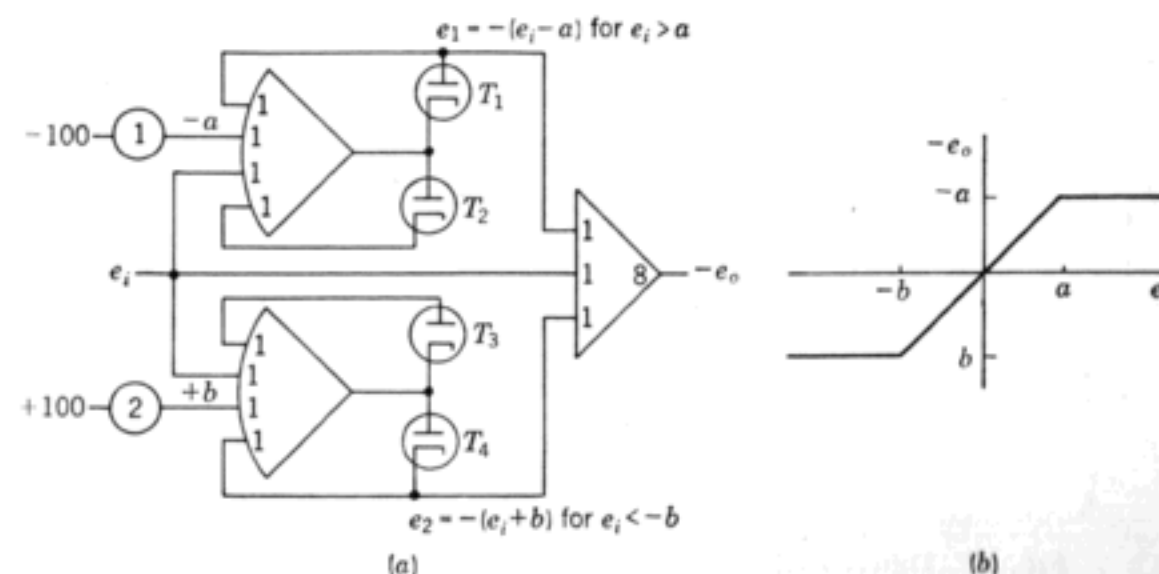 e₁ = −(eᵢ−a) for eᵢ > a
1
T₁
−100
1
−a
1
1
1
T₂
1
eᵢ
1
8
−eₒ
1
1
T₃
1
+100
2
+b
1
1
T₄
e₂ = −(eᵢ+b) for eᵢ < −b
(a)
−eₒ
−a
−b
a
e
b
(b)